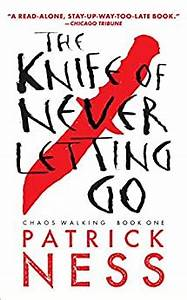 "A READ-ALONE, STAY-UP-WAY-TOO-LATE BOOK."
—CHICAGO TRIBUNE
THE
KNIFE OF
NEVER
LETTING
GO
CHAOS WALKING BOOK ONE
PATRICK
NESS